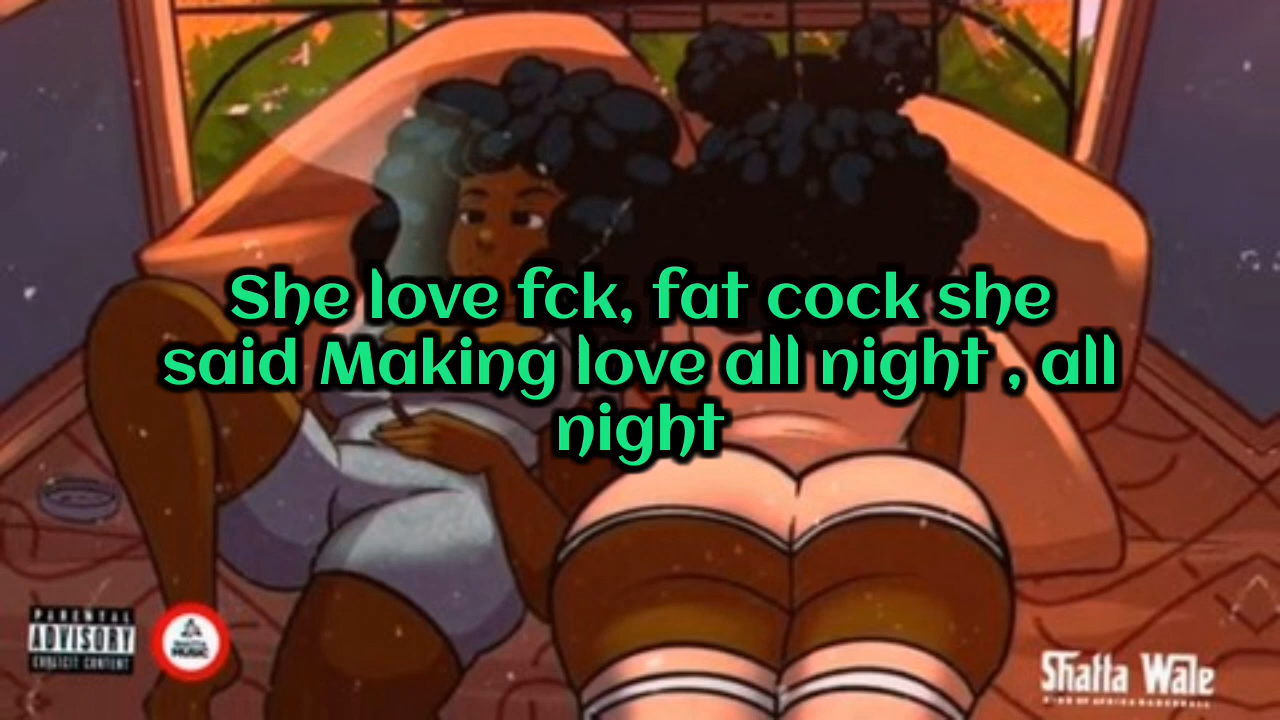 She love fck, fat cock she
said Making love all night , all
night
PARENTAL
ADVISORY
EXPLICIT CONTENT
MUSIC
Shatta Wale